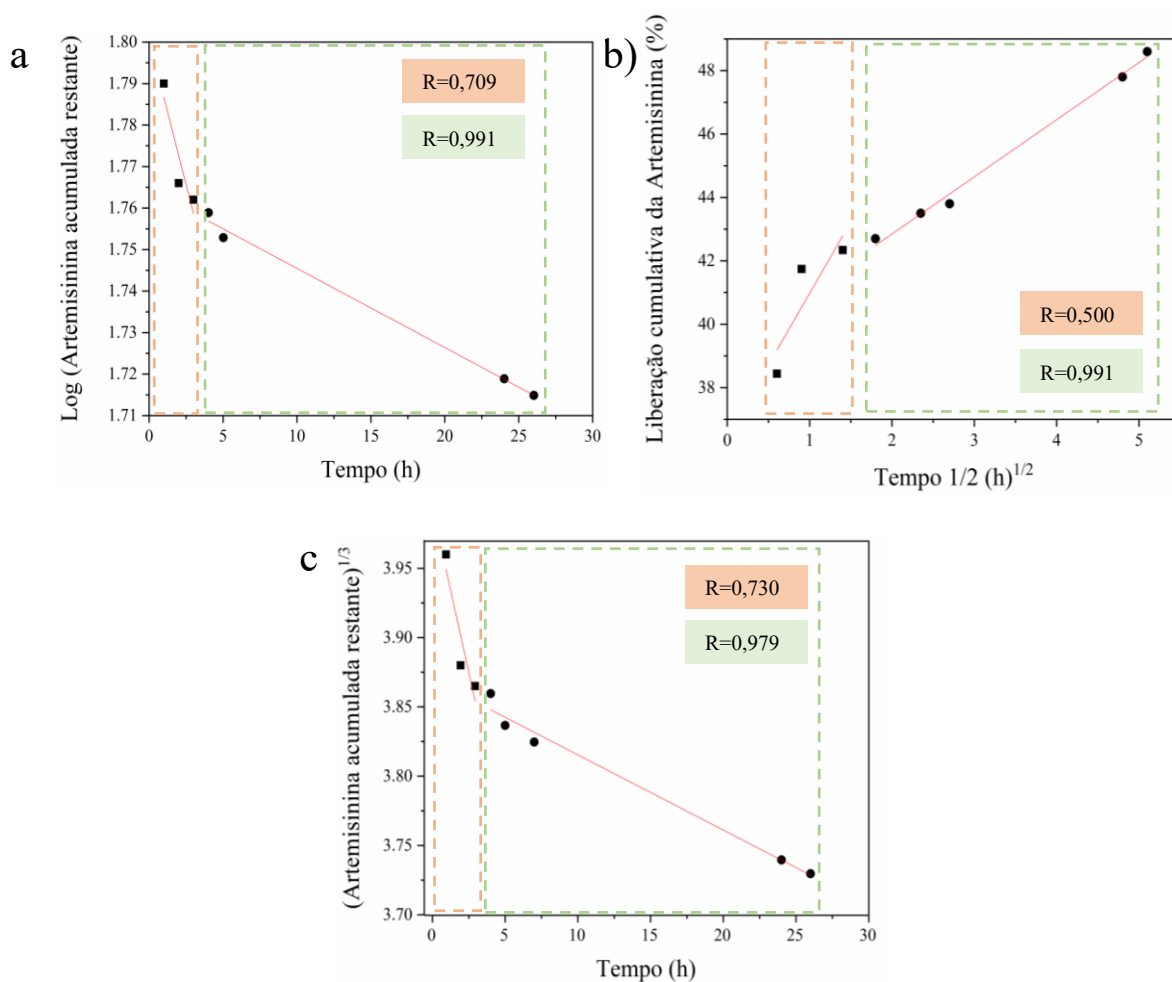 a
1.80
1.79
1.78
1.77
1.76
1.75
1.74
1.73
1.72
1.71
Log (Artemisinina acumulada restante)
R=0,709
R=0,991
0 5 10 15 20 25 30
Tempo (h)
b)
48
46
44
42
40
38
Liberação cumulativa da Artemisinina (%)
R=0,500
R=0,991
0 1 2 3 4 5
Tempo 1/2 (h)^1/2
c
3.95
3.90
3.85
3.80
3.75
3.70
(Artemisinina acumulada restante)^1/3
R=0,730
R=0,979
0 5 10 15 20 25 30
Tempo (h)